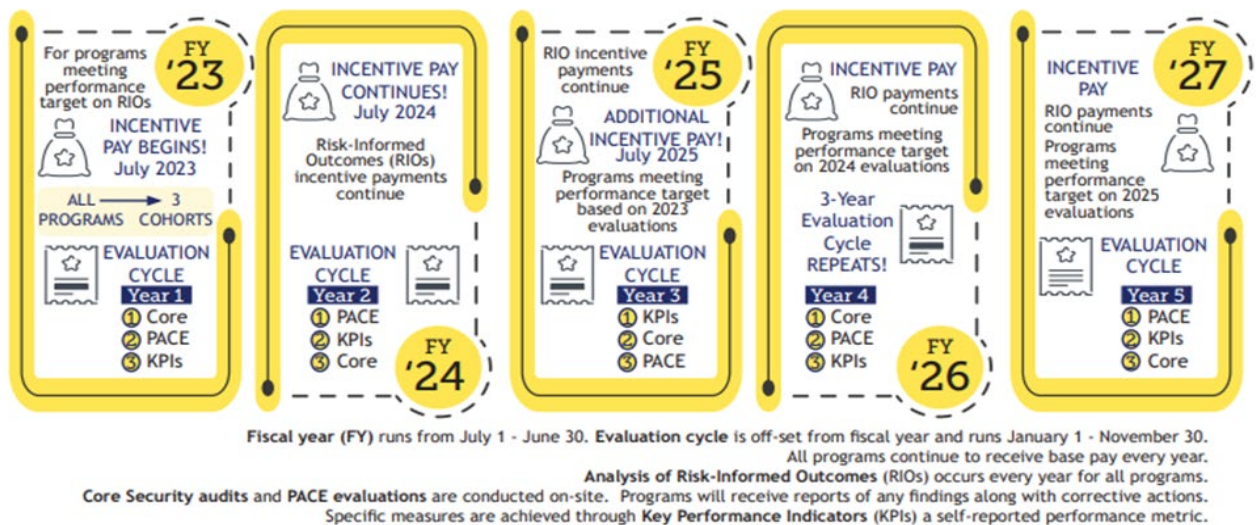 FY
'23
For programs
meeting
performance
target on RIOs
INCENTIVE
PAY BEGINS!
July 2023
ALL → 3
PROGRAMS COHORTS
EVALUATION
CYCLE
Year 1
① Core
② PACE
③ KPIs
INCENTIVE PAY
CONTINUES!
July 2024
Risk-Informed
Outcomes (RIOs)
incentive payments
continue
EVALUATION
CYCLE
Year 2
① PACE
② KPIs
③ Core
FY
'24
FY
'25
RIO incentive
payments
continue
ADDITIONAL
INCENTIVE PAY!
July 2025
Programs meeting
performance target
based on 2023
evaluations
EVALUATION
CYCLE
Year 3
① KPIs
② Core
③ PACE
INCENTIVE PAY
RIO payments
continue
Programs meeting
performance target
on 2024 evaluations
3-Year
Evaluation
Cycle
REPEATS!
Year 4
① Core
② PACE
③ KPIs
FY
'26
FY
'27
INCENTIVE
PAY
RIO payments
continue
Programs
meeting
performance
target on 2025
evaluations
EVALUATION
CYCLE
Year 5
① PACE
② KPIs
③ Core
Fiscal year (FY) runs from July 1 - June 30. Evaluation cycle is off-set from fiscal year and runs January 1 - November 30.
All programs continue to receive base pay every year.
Analysis of Risk-Informed Outcomes (RIOs) occurs every year for all programs.
Core Security audits and PACE evaluations are conducted on-site. Programs will receive reports of any findings along with corrective actions.
Specific measures are achieved through Key Performance Indicators (KPIs) a self-reported performance metric.